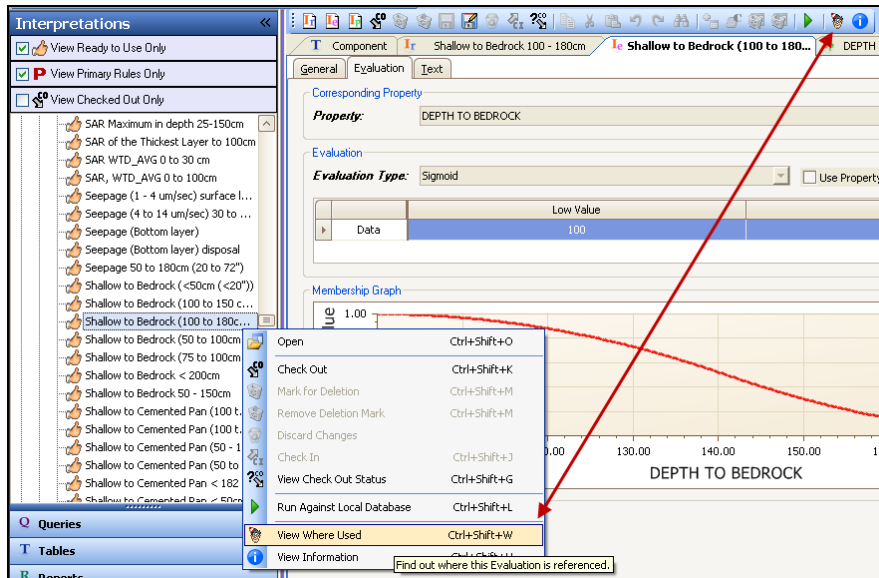 Interpretations «
View Ready to Use Only
P View Primary Rules Only
View Checked Out Only
SAR Maximum in depth 25-150cm
SAR of the Thickest Layer to 100cm
SAR WTD_AVG 0 to 30 cm
SAR, WTD_AVG 0 to 100cm
Seepage (1 - 4 um/sec) surface l...
Seepage (4 to 14 um/sec) 30 to ...
Seepage (Bottom layer)
Seepage (Bottom layer) disposal
Seepage 50 to 180cm (20 to 72")
Shallow to Bedrock (<50cm (<20"))
Shallow to Bedrock (100 to 150 c...
Shallow to Bedrock (100 to 180c...
Shallow to Bedrock (50 to 100cm
Shallow to Bedrock (75 to 100cm
Shallow to Bedrock < 200cm
Shallow to Bedrock 50 - 150cm
Shallow to Cemented Pan (100 t.
Shallow to Cemented Pan (100 t.
Shallow to Cemented Pan (50 - 1
Shallow to Cemented Pan (50 to
Shallow to Cemented Pan < 182
Shallow to Cemented Pan < 50cm
Q Queries
T Tables
R Reports
T Component
Ir Shallow to Bedrock 100 - 180cm
Ie Shallow to Bedrock (100 to 180...
DEPTH
General Evaluation Text
Corresponding Property
Property: DEPTH TO BEDROCK
Evaluation
Evaluation Type: Sigmoid
Use Property
Low Value
Data 100
Membership Graph
1.00
130.00 140.00 150.00
DEPTH TO BEDROCK
Open Ctrl+Shift+O
Check Out Ctrl+Shift+K
Mark for Deletion Ctrl+Shift+M
Remove Deletion Mark Ctrl+Shift+M
Discard Changes
Check In Ctrl+Shift+J
View Check Out Status Ctrl+Shift+G
Run Against Local Database Ctrl+Shift+L
View Where Used Ctrl+Shift+W
View Information
Find out where this Evaluation is referenced.